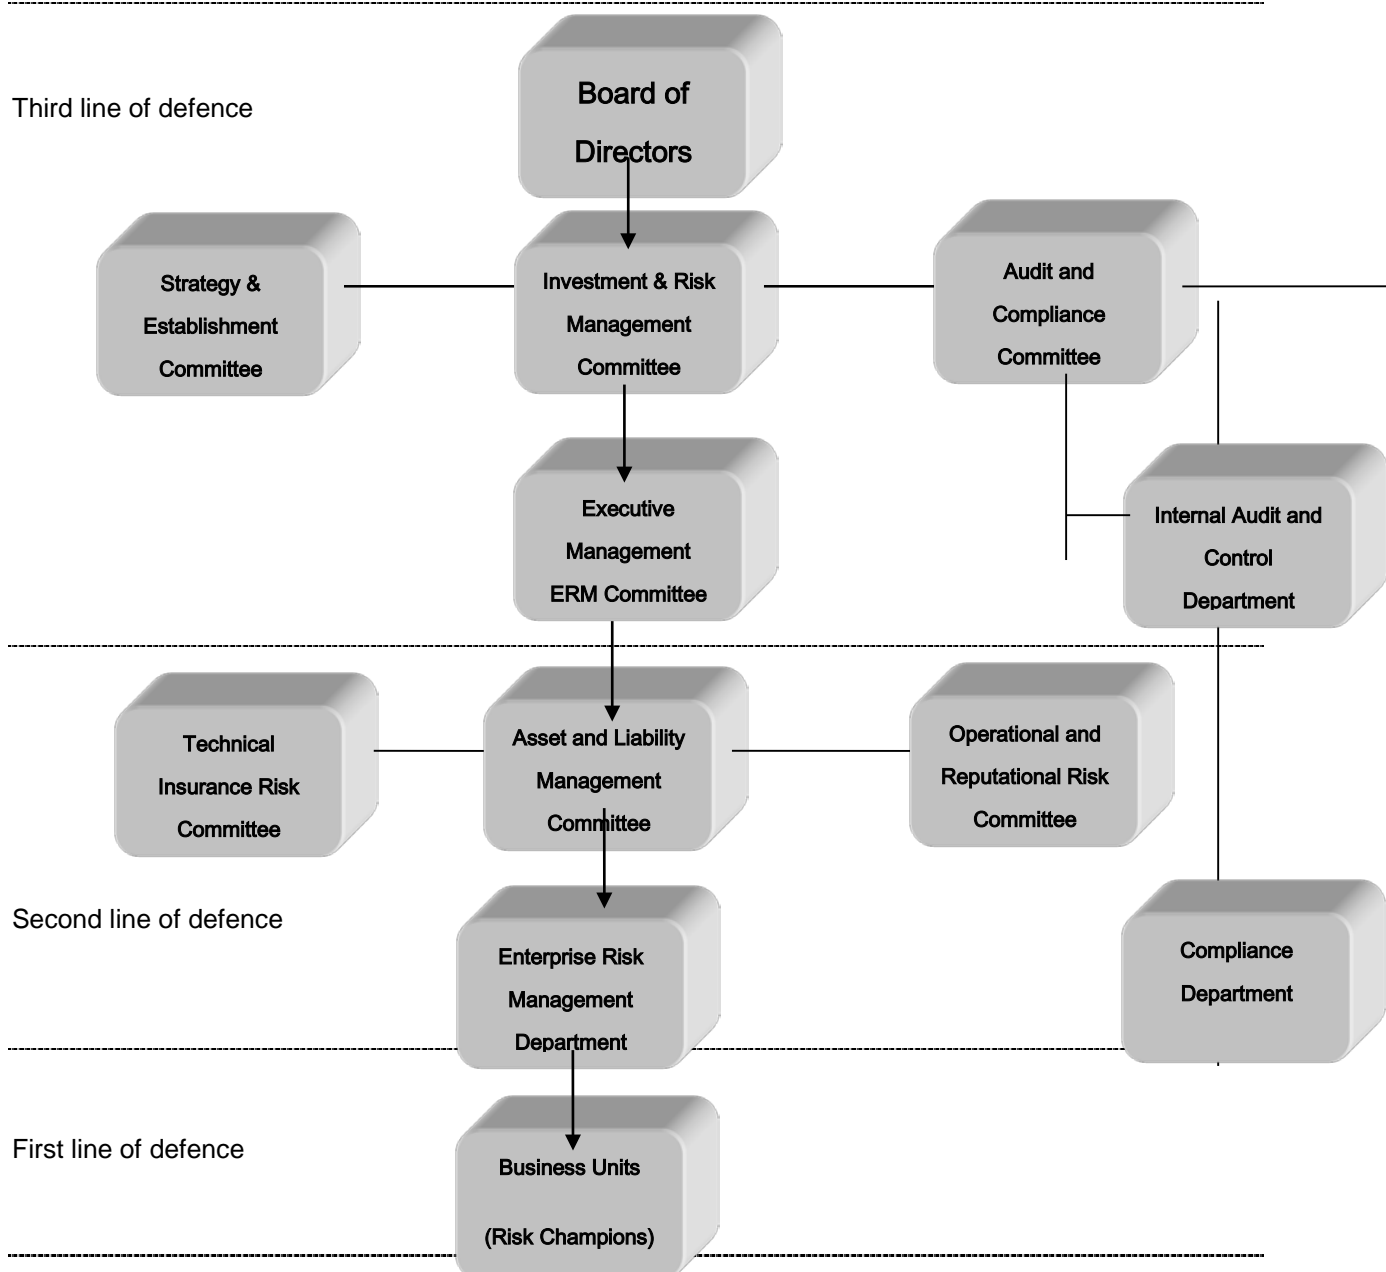 Third line of defence
Board of
Directors
Strategy &
Establishment
Committee
Investment & Risk
Management
Committee
Audit and
Compliance
Committee
Executive
Management
ERM Committee
Internal Audit and
Control
Department
Technical
Insurance Risk
Committee
Asset and Liability
Management
Committee
Operational and
Reputational Risk
Committee
Second line of defence
Enterprise Risk
Management
Department
Compliance
Department
First line of defence
Business Units
(Risk Champions)